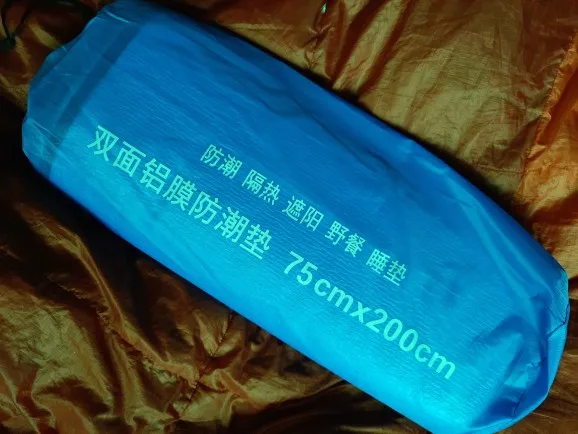 防潮 隔热 遮阳 野餐 睡垫
双面铝膜防潮垫 75cmx200cm